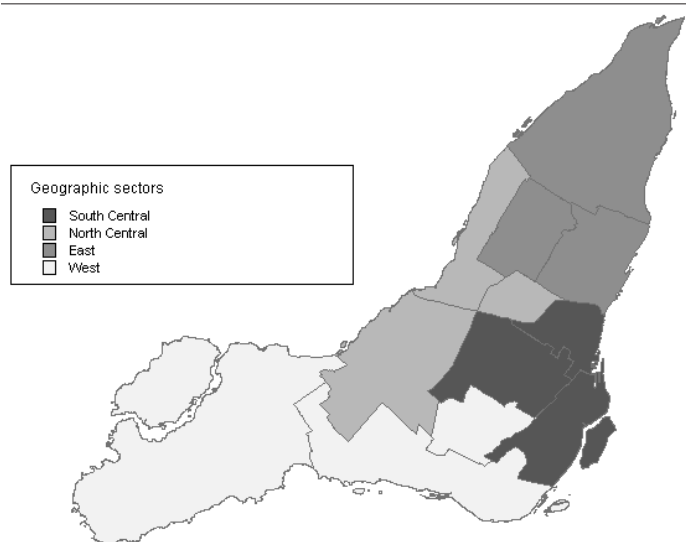 Geographic sectors
South Central
North Central
East
West